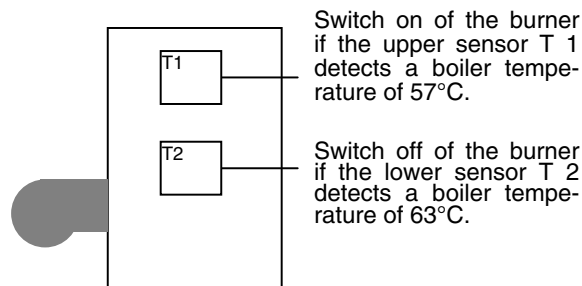 T1
Switch on of the burner
if the upper sensor T 1
detects a boiler tempe-
rature of 57°C.
T2
Switch off of the burner
if the lower sensor T 2
detects a boiler tempe-
rature of 63°C.